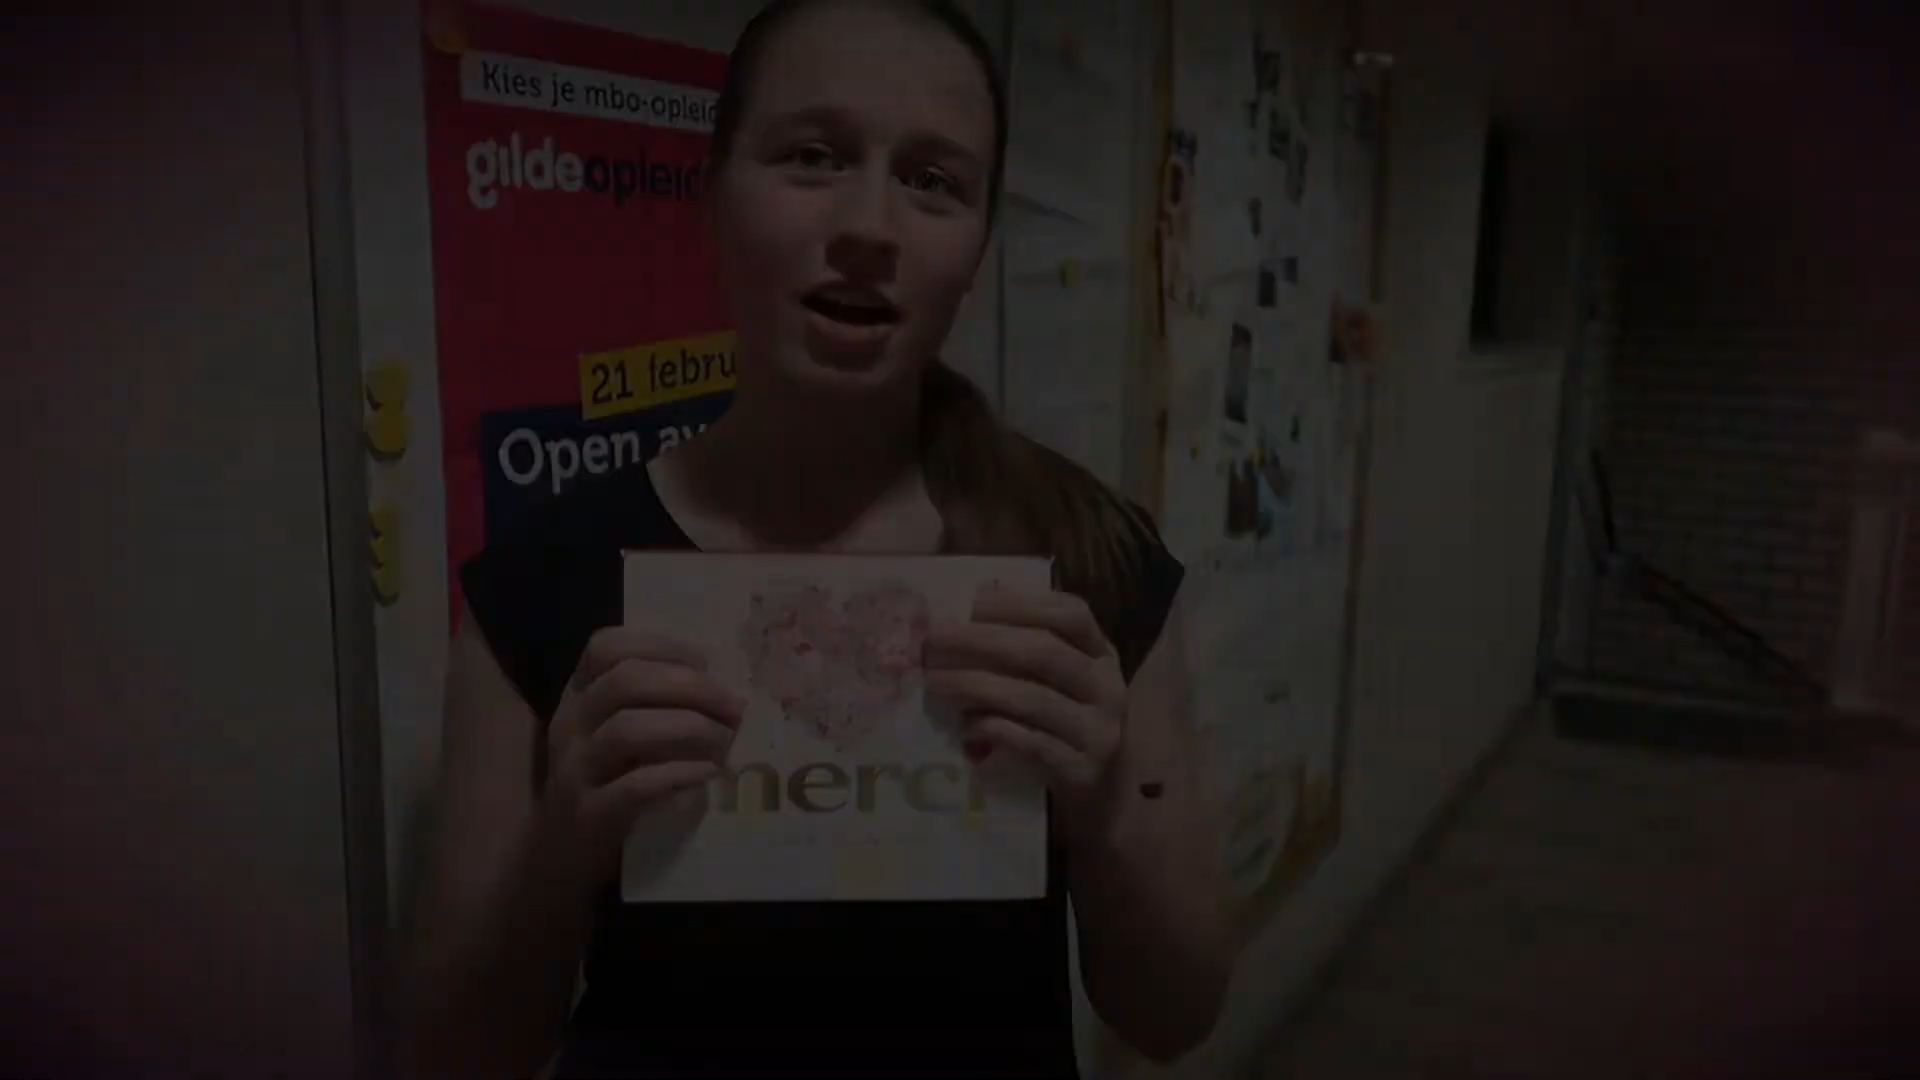 Kies je mbo-opleid
gildeopleid
21 febru
Open av
merci